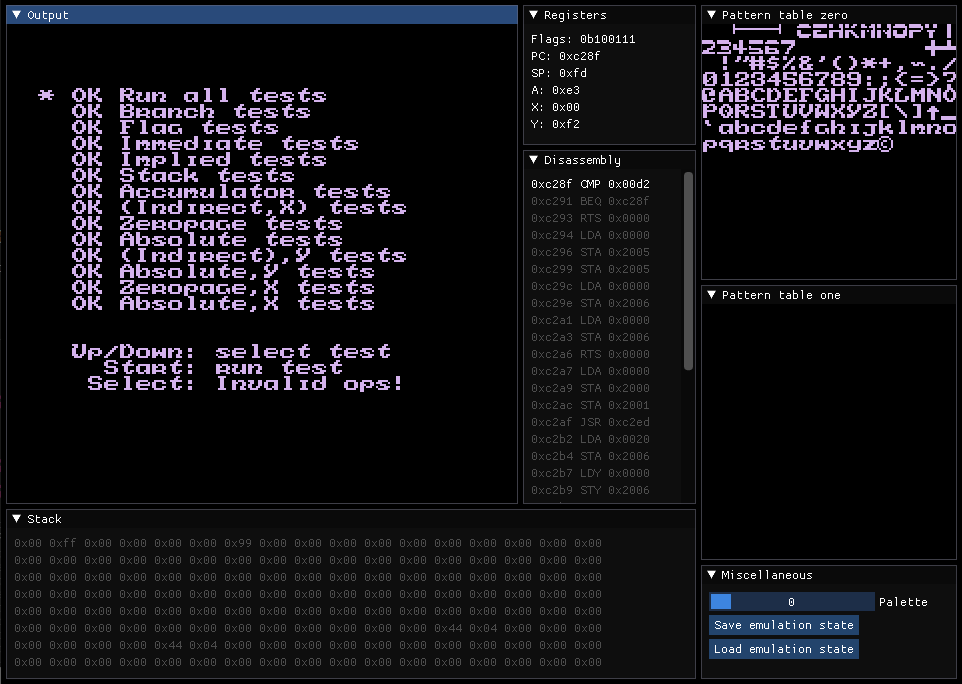 Output
* OK Run all tests
OK Branch tests
OK Flag tests
OK Immediate tests
OK Implied tests
OK Stack tests
OK Accumulator tests
OK (Indirect,X) tests
OK Zeropage tests
OK Absolute tests
OK (Indirect),Y tests
OK Absolute,Y tests
OK Zeropage,X tests
OK Absolute,X tests
Up/Down: select test
Start: run test
Select: Invalid ops!
Registers
Flags: 0b100111
PC: 0xc28f
SP: 0xfd
A: 0xe3
X: 0x00
Y: 0xf2
Disassembly
0xc28f CMP 0x00d2
0xc291 BEQ 0xc28f
0xc293 RTS 0x0000
0xc294 LDA 0x0000
0xc296 STA 0x2005
0xc299 STA 0x2005
0xc29c LDA 0x0000
0xc29e STA 0x2006
0xc2a1 LDA 0x0000
0xc2a3 STA 0x2006
0xc2a6 RTS 0x0000
0xc2a7 LDA 0x0000
0xc2a9 STA 0x2000
0xc2ac STA 0x2001
0xc2af JSR 0xc2ed
0xc2b2 LDA 0x0020
0xc2b4 STA 0x2006
0xc2b7 LDY 0x0000
0xc2b9 STY 0x2006
Pattern table zero
234567
!"#$%&'()*+,-./
0123456789:;<=>?
@ABCDEFGHIJKLMNO
PQRSTUVWXYZ[\]↑_
`abcdefghijklmno
pqrstuvwxyz©
Pattern table one
Stack
0x00 0xff 0x00 0x00 0x00 0x00 0x99 0x00 0x00 0x00 0x00 0x00 0x00 0x00 0x00 0x00 0x00
0x00 0x00 0x00 0x00 0x00 0x00 0x00 0x00 0x00 0x00 0x00 0x00 0x00 0x00 0x00 0x00 0x00
0x00 0x00 0x00 0x00 0x00 0x00 0x00 0x00 0x00 0x00 0x00 0x00 0x00 0x00 0x00 0x00 0x00
0x00 0x00 0x00 0x00 0x00 0x00 0x00 0x00 0x00 0x00 0x00 0x00 0x00 0x00 0x00 0x00 0x00
0x00 0x00 0x00 0x00 0x00 0x00 0x00 0x00 0x00 0x00 0x00 0x00 0x00 0x00 0x00 0x00 0x00
0x00 0x00 0x00 0x00 0x00 0x00 0x00 0x00 0x00 0x00 0x00 0x00 0x44 0x04 0x00 0x00 0x00
0x00 0x00 0x00 0x00 0x44 0x04 0x00 0x00 0x00 0x00 0x00 0x00 0x00 0x00 0x00 0x00 0x00
0x00 0x00 0x00 0x00 0x00 0x00 0x00 0x00 0x00 0x00 0x00 0x00 0x00 0x00 0x00 0x00 0x00
Miscellaneous
0 Palette
Save emulation state
Load emulation state